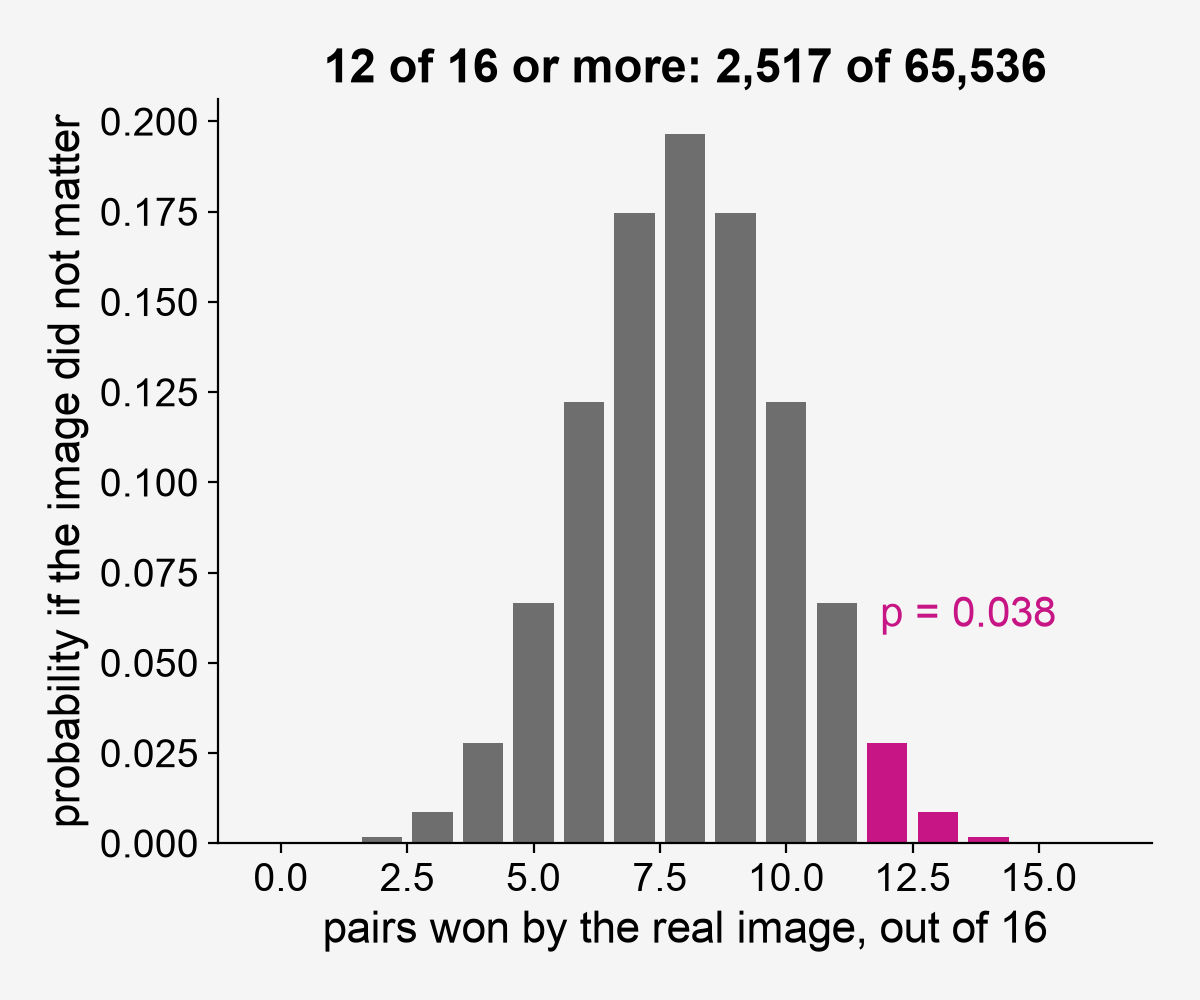 12 of 16 or more: 2,517 of 65,536
probability if the image did not matter
0.200
0.175
0.150
0.125
0.100
0.075
0.050
0.025
0.000
p = 0.038
0.0 2.5 5.0 7.5 10.0 12.5 15.0
pairs won by the real image, out of 16